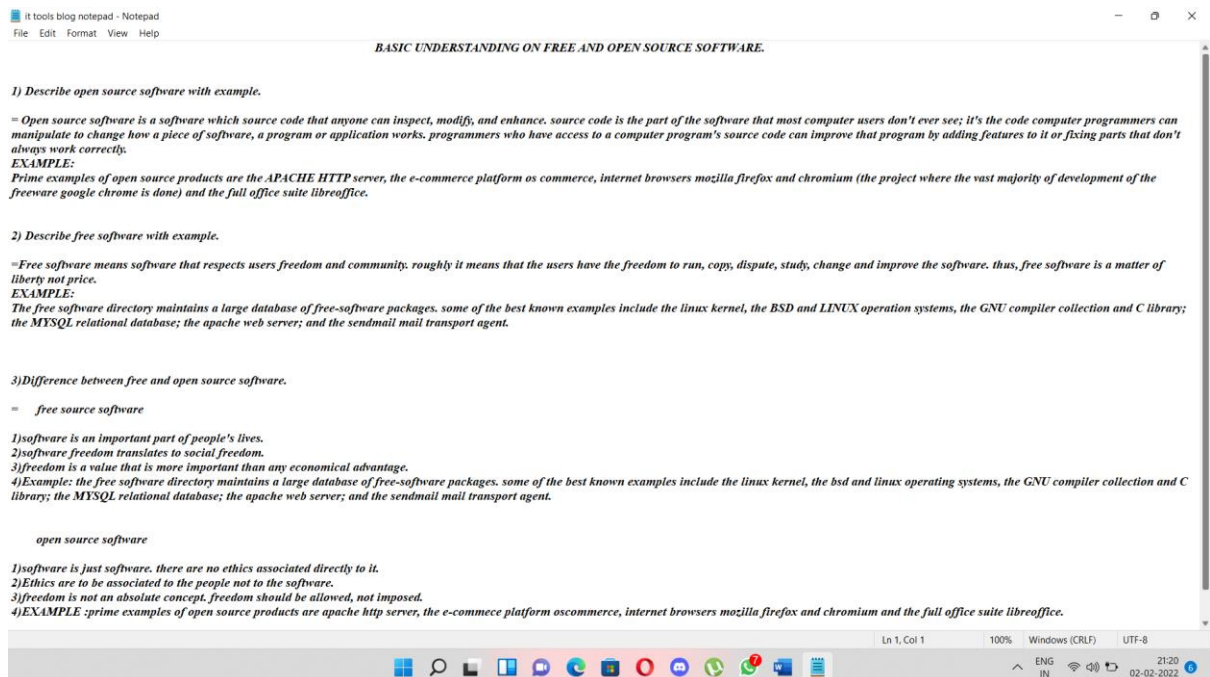 it tools blog notepad - Notepad
File Edit Format View Help
BASIC UNDERSTANDING ON FREE AND OPEN SOURCE SOFTWARE.
1) Describe open source software with example.
= Open source software is a software which source code that anyone can inspect, modify, and enhance. source code is the part of the software that most computer users don't ever see; it's the code computer programmers can
manipulate to change how a piece of software, a program or application works. programmers who have access to a computer program's source code can improve that program by adding features to it or fixing parts that don't
always work correctly.
EXAMPLE:
Prime examples of open source products are the APACHE HTTP server, the e-commerce platform os commerce, internet browsers mozilla firefox and chromium (the project where the vast majority of development of the
freeware google chrome is done) and the full office suite libreoffice.
2) Describe free software with example.
=Free software means software that respects users freedom and community. roughly it means that the users have the freedom to run, copy, dispute, study, change and improve the software. thus, free software is a matter of
liberty not price.
EXAMPLE:
The free software directory maintains a large database of free-software packages. some of the best known examples include the linux kernel, the BSD and LINUX operation systems, the GNU compiler collection and C library;
the MYSQL relational database; the apache web server; and the sendmail mail transport agent.
3)Difference between free and open source software.
= free source software
1)software is an important part of people's lives.
2)software freedom translates to social freedom.
3)freedom is a value that is more important than any economical advantage.
4)Example: the free software directory maintains a large database of free-software packages. some of the best known examples include the linux kernel, the bsd and linux operating systems, the GNU compiler collection and C
library; the MYSQL relational database; the apache web server; and the sendmail mail transport agent.
open source software
1)software is just software. there are no ethics associated directly to it.
2)Ethics are to be associated to the people not to the software.
3)freedom is not an absolute concept. freedom should be allowed, not imposed.
4)EXAMPLE :prime examples of open source products are apache http server, the e-commece platform oscommerce, internet browsers mozilla firefox and chromium and the full office suite libreoffice.
Ln 1, Col 1 100% Windows (CRLF) UTF-8
7
ENG 21:20
IN 02-02-2022 6